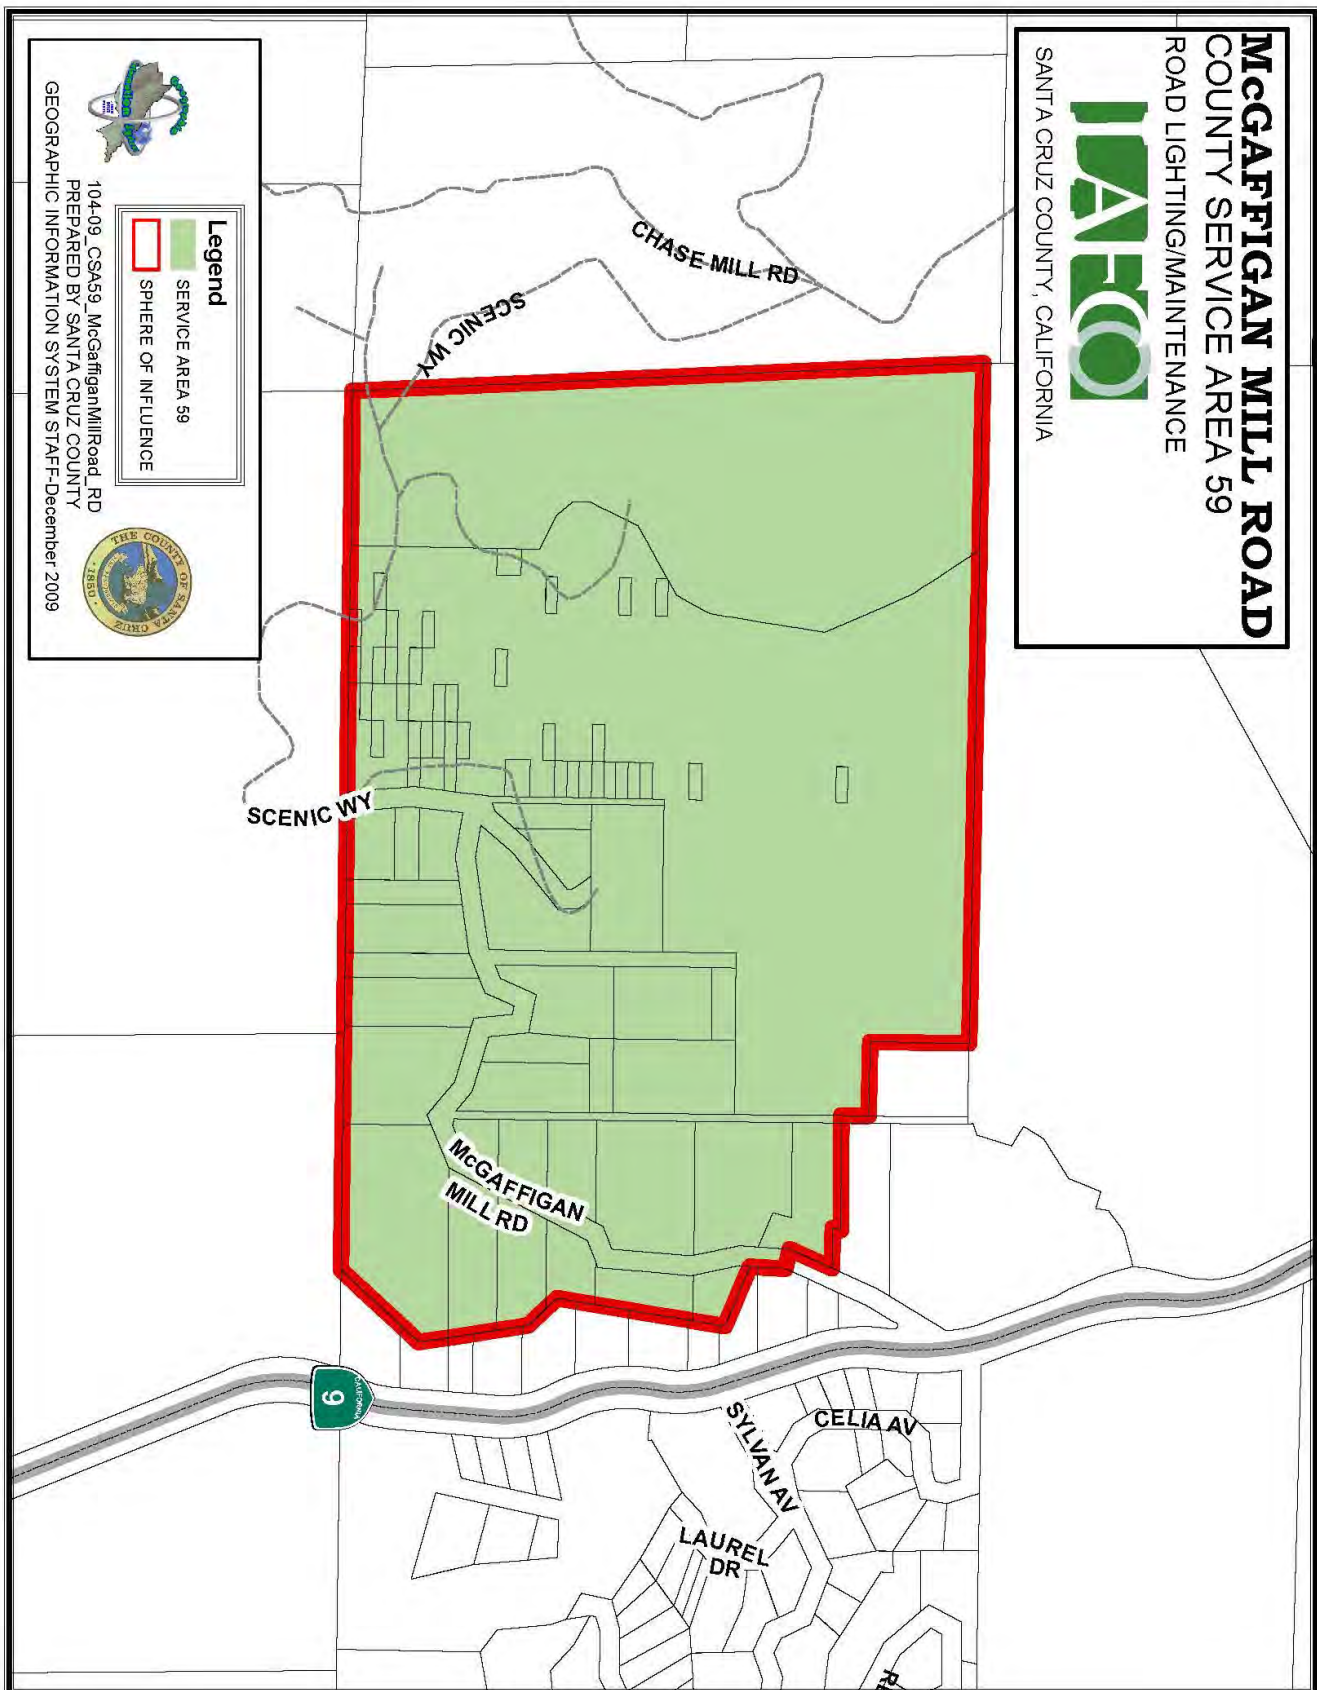 McGAFFIGAN MILL ROAD
COUNTY SERVICE AREA 59
ROAD LIGHTING/MAINTENANCE
LAFCO
SANTA CRUZ COUNTY, CALIFORNIA
CHASE MILL RD
SCENIC WY
SCENIC WY
McGAFFIGAN
MILL RD
CALIFORNIA
9
SYLVAN AV
CELIA AV
LAUREL
DR
Legend
SERVICE AREA 59
SPHERE OF INFLUENCE
104-09_CSA59_McGaffiganMillRoad_RD
PREPARED BY SANTA CRUZ COUNTY
GEOGRAPHIC INFORMATION SYSTEM STAFF-December 2009
THE COUNTY OF SANTA CRUZ
1850